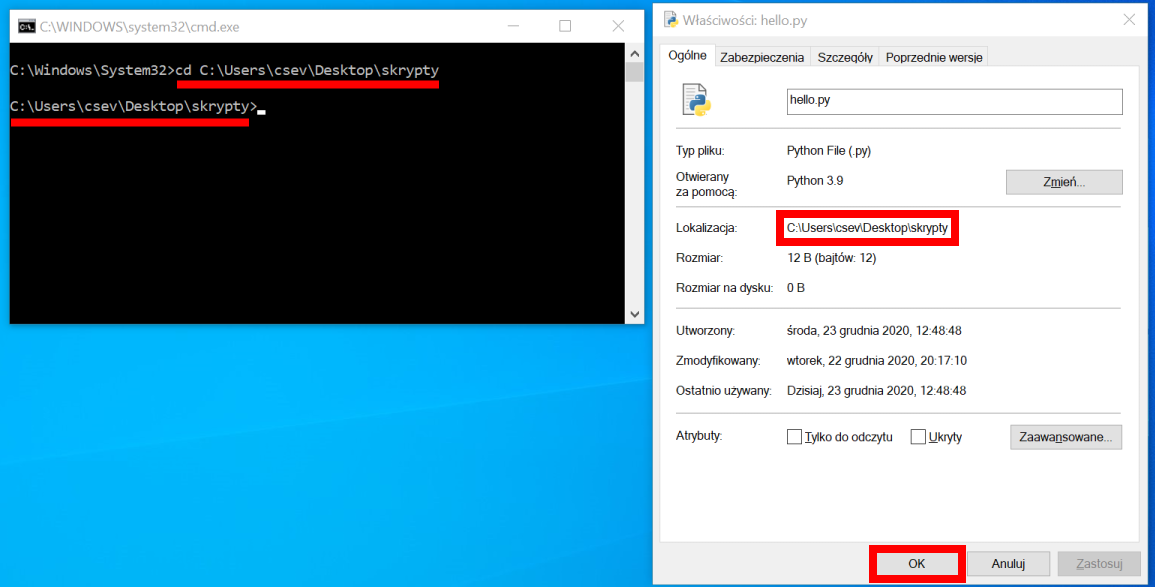 C:\WINDOWS\system32\cmd.exe
C:\Windows\System32>cd C:\Users\csev\Desktop\skrypty
C:\Users\csev\Desktop\skrypty>
Właściwości: hello.py
Ogólne Zabezpieczenia Szczegóły Poprzednie wersje
hello.py
Typ pliku: Python File (.py)
Otwierany
za pomocą: Python 3.9 Zmień...
Lokalizacja: C:\Users\csev\Desktop\skrypty
Rozmiar: 12 B (bajtów: 12)
Rozmiar na dysku: 0 B
Utworzony: środa, 23 grudnia 2020, 12:48:48
Zmodyfikowany: wtorek, 22 grudnia 2020, 20:17:10
Ostatnio używany: Dzisiaj, 23 grudnia 2020, 12:48:48
Atrybuty: Tylko do odczytu Ukryty Zaawansowane...
OK Anuluj Zastosuj